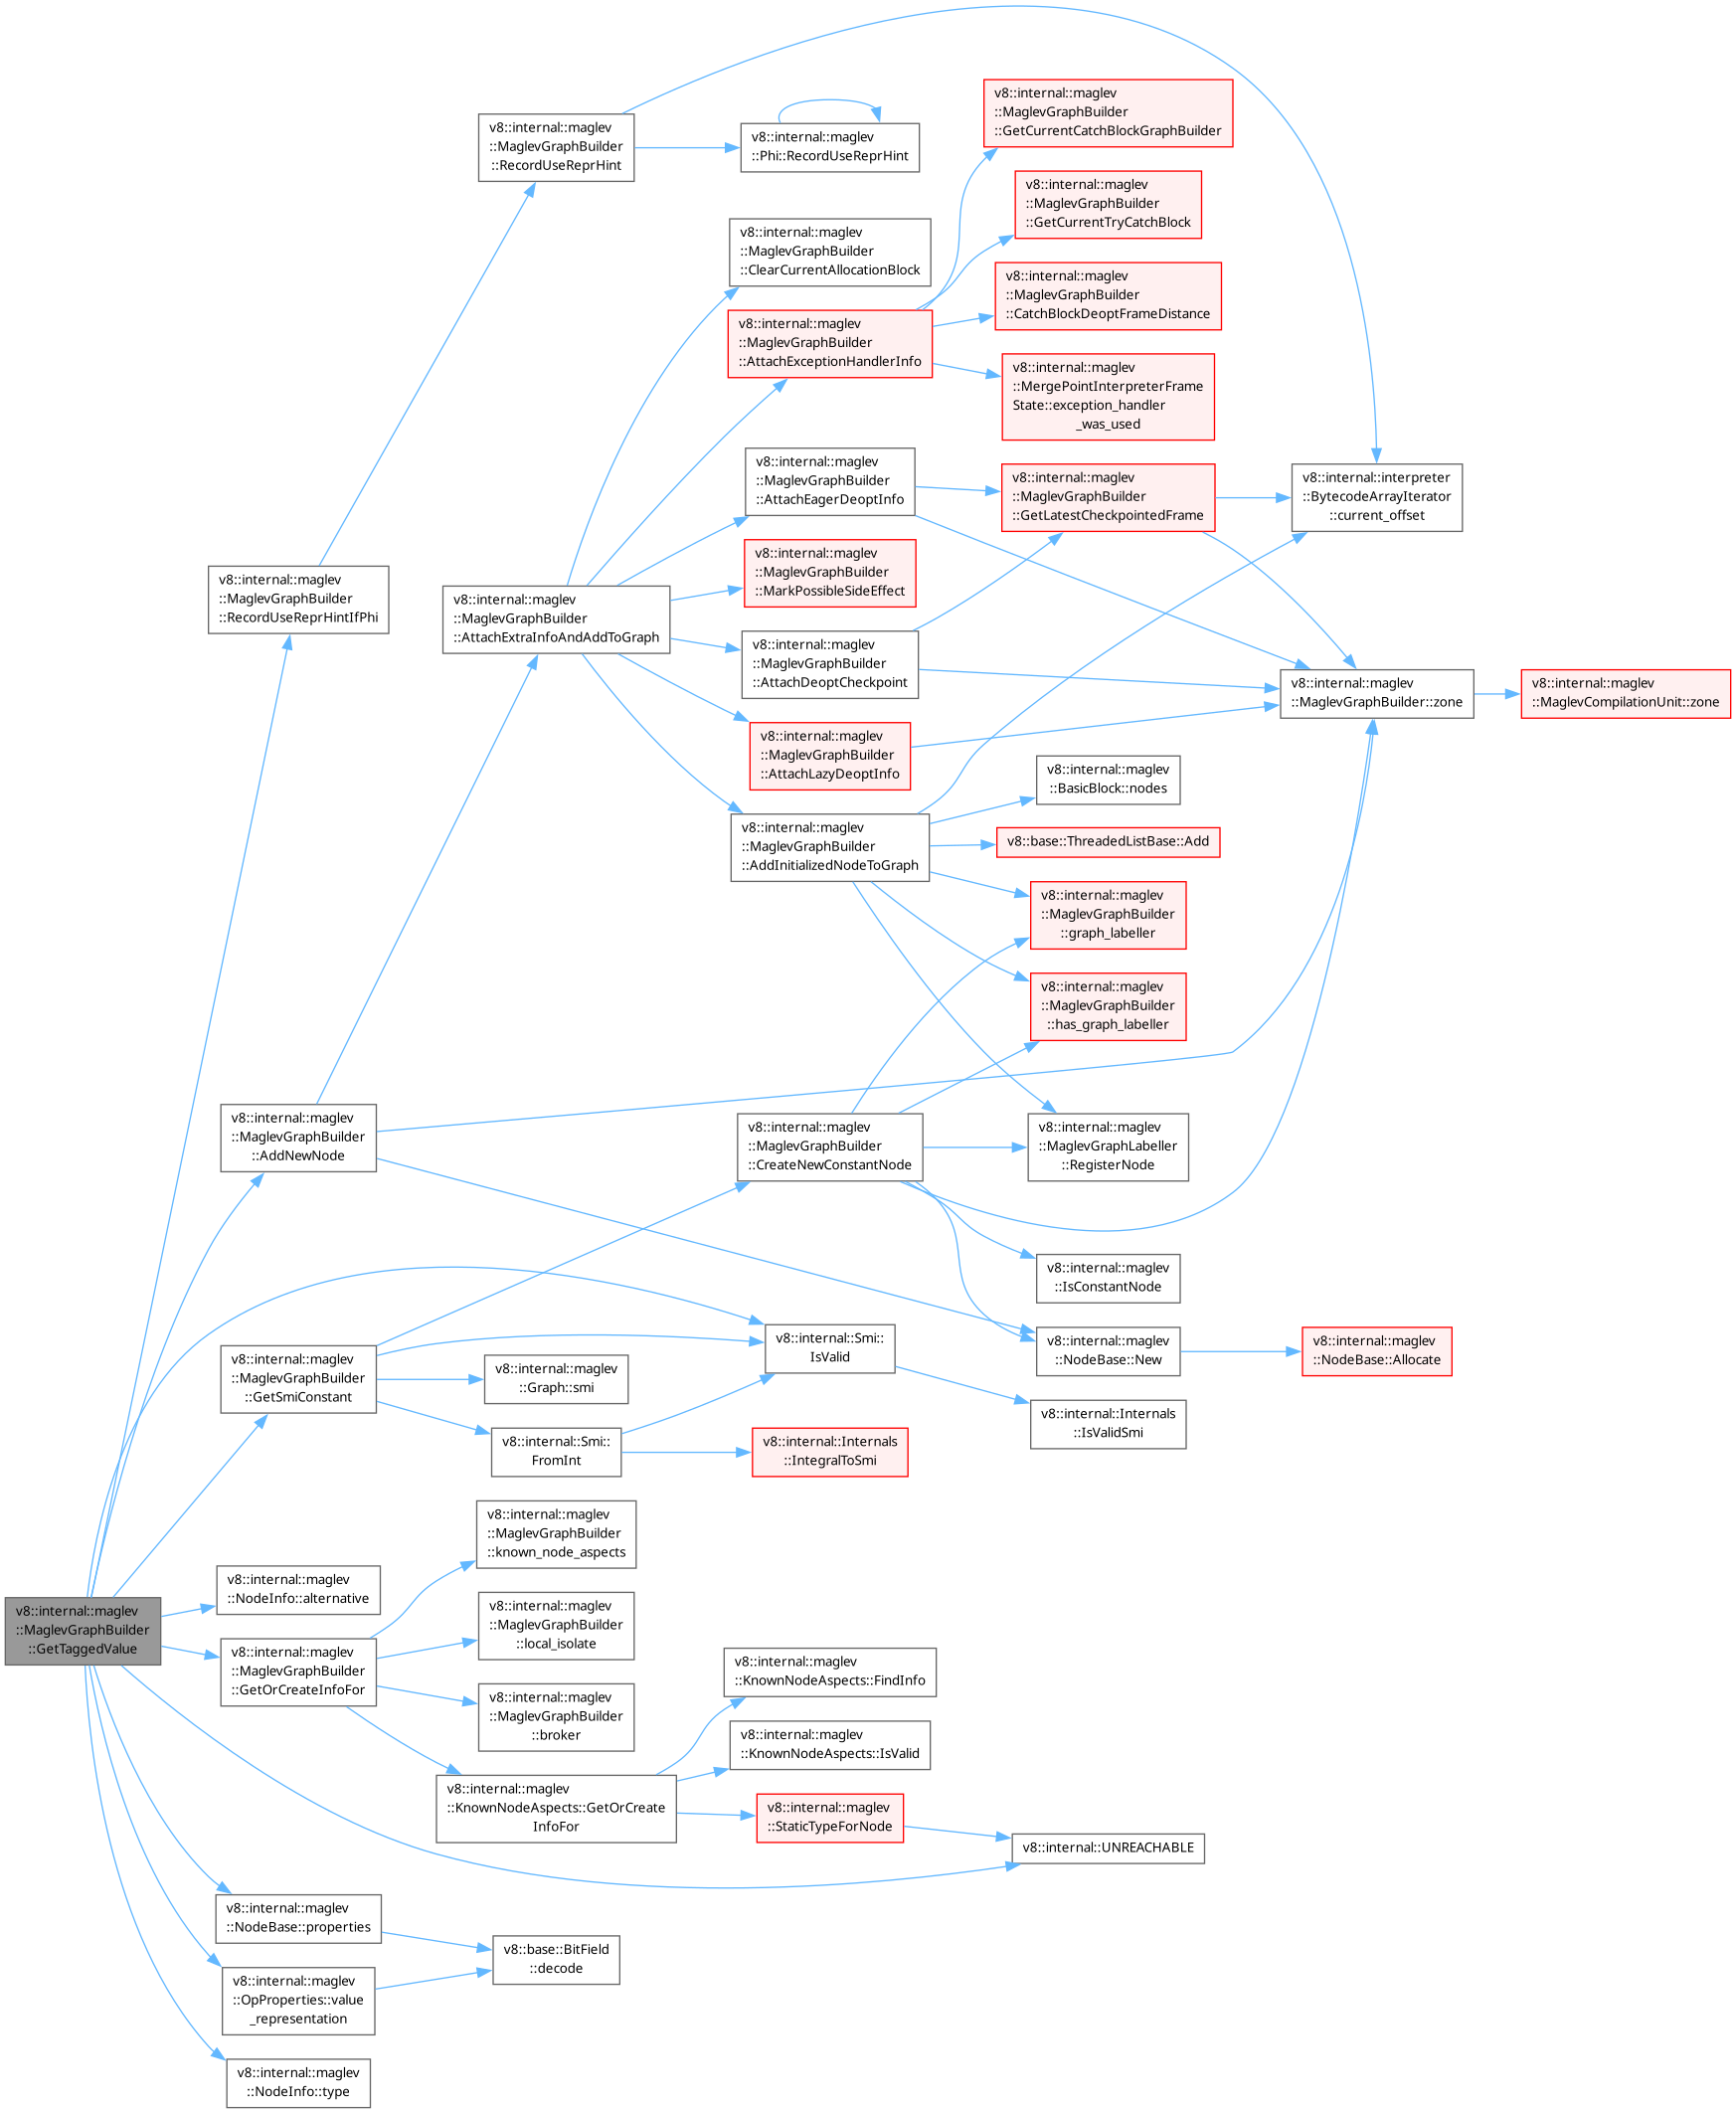 v8::internal::maglev
::MaglevGraphBuilder
::GetCurrentCatchBlockGraphBuilder
v8::internal::maglev
::MaglevGraphBuilder
::RecordUseReprHint
v8::internal::maglev
::Phi::RecordUseReprHint
v8::internal::maglev
::MaglevGraphBuilder
::GetCurrentTryCatchBlock
v8::internal::maglev
::MaglevGraphBuilder
::ClearCurrentAllocationBlock
v8::internal::maglev
::MaglevGraphBuilder
::CatchBlockDeoptFrameDistance
v8::internal::maglev
::MaglevGraphBuilder
::AttachExceptionHandlerInfo
v8::internal::maglev
::MergePointInterpreterFrame
State::exception_handler
_was_used
v8::internal::maglev
::MaglevGraphBuilder
::AttachEagerDeoptInfo
v8::internal::maglev
::MaglevGraphBuilder
::GetLatestCheckpointedFrame
v8::internal::interpreter
::BytecodeArrayIterator
::current_offset
v8::internal::maglev
::MaglevGraphBuilder
::MarkPossibleSideEffect
v8::internal::maglev
::MaglevGraphBuilder
::RecordUseReprHintIfPhi
v8::internal::maglev
::MaglevGraphBuilder
::AttachExtraInfoAndAddToGraph
v8::internal::maglev
::MaglevGraphBuilder
::AttachDeoptCheckpoint
v8::internal::maglev
::MaglevGraphBuilder::zone
v8::internal::maglev
::MaglevCompilationUnit::zone
v8::internal::maglev
::MaglevGraphBuilder
::AttachLazyDeoptInfo
v8::internal::maglev
::BasicBlock::nodes
v8::internal::maglev
::MaglevGraphBuilder
::AddInitializedNodeToGraph
v8::base::ThreadedListBase::Add
v8::internal::maglev
::MaglevGraphBuilder
::graph_labeller
v8::internal::maglev
::MaglevGraphBuilder
::has_graph_labeller
v8::internal::maglev
::MaglevGraphBuilder
::AddNewNode
v8::internal::maglev
::MaglevGraphBuilder
::CreateNewConstantNode
v8::internal::maglev
::MaglevGraphLabeller
::RegisterNode
v8::internal::maglev
::IsConstantNode
v8::internal::maglev
::MaglevGraphBuilder
::GetSmiConstant
v8::internal::maglev
::Graph::smi
v8::internal::Smi::
IsValid
v8::internal::maglev
::NodeBase::New
v8::internal::maglev
::NodeBase::Allocate
v8::internal::Smi::
FromInt
v8::internal::Internals
::IntegralToSmi
v8::internal::Internals
::IsValidSmi
v8::internal::maglev
::MaglevGraphBuilder
::known_node_aspects
v8::internal::maglev
::MaglevGraphBuilder
::GetTaggedValue
v8::internal::maglev
::NodeInfo::alternative
v8::internal::maglev
::MaglevGraphBuilder
::local_isolate
v8::internal::maglev
::MaglevGraphBuilder
::GetOrCreateInfoFor
v8::internal::maglev
::MaglevGraphBuilder
::broker
v8::internal::maglev
::KnownNodeAspects::FindInfo
v8::internal::maglev
::KnownNodeAspects::IsValid
v8::internal::maglev
::KnownNodeAspects::GetOrCreate
InfoFor
v8::internal::maglev
::StaticTypeForNode
v8::internal::UNREACHABLE
v8::internal::maglev
::NodeBase::properties
v8::base::BitField
::decode
v8::internal::maglev
::OpProperties::value
_representation
v8::internal::maglev
::NodeInfo::type